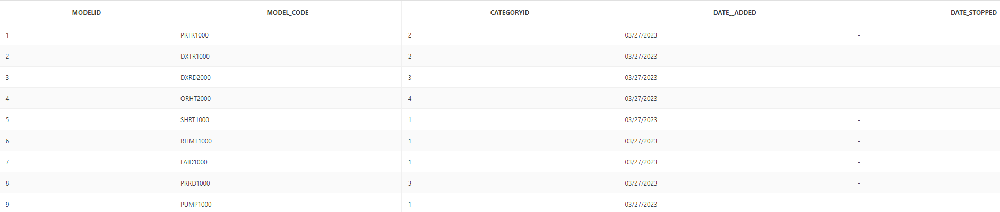 MODELID MODEL_CODE CATEGORYID DATE__ADDED DATE_STOPPED
1 PRTR1000 2 03/27/2023 -
2 DXTR1000 2 03/27/2023 -
3 DXRD2000 3 03/27/2023 -
4 ORHT2000 4 03/27/2023 -
5 SHRT1000 1 03/27/2023 -
6 RHMT1000 1 03/27/2023 -
7 FAID1000 1 03/27/2023 -
8 PRRD1000 3 03/27/2023 -
9 PUMP1000 1 03/27/2023 -